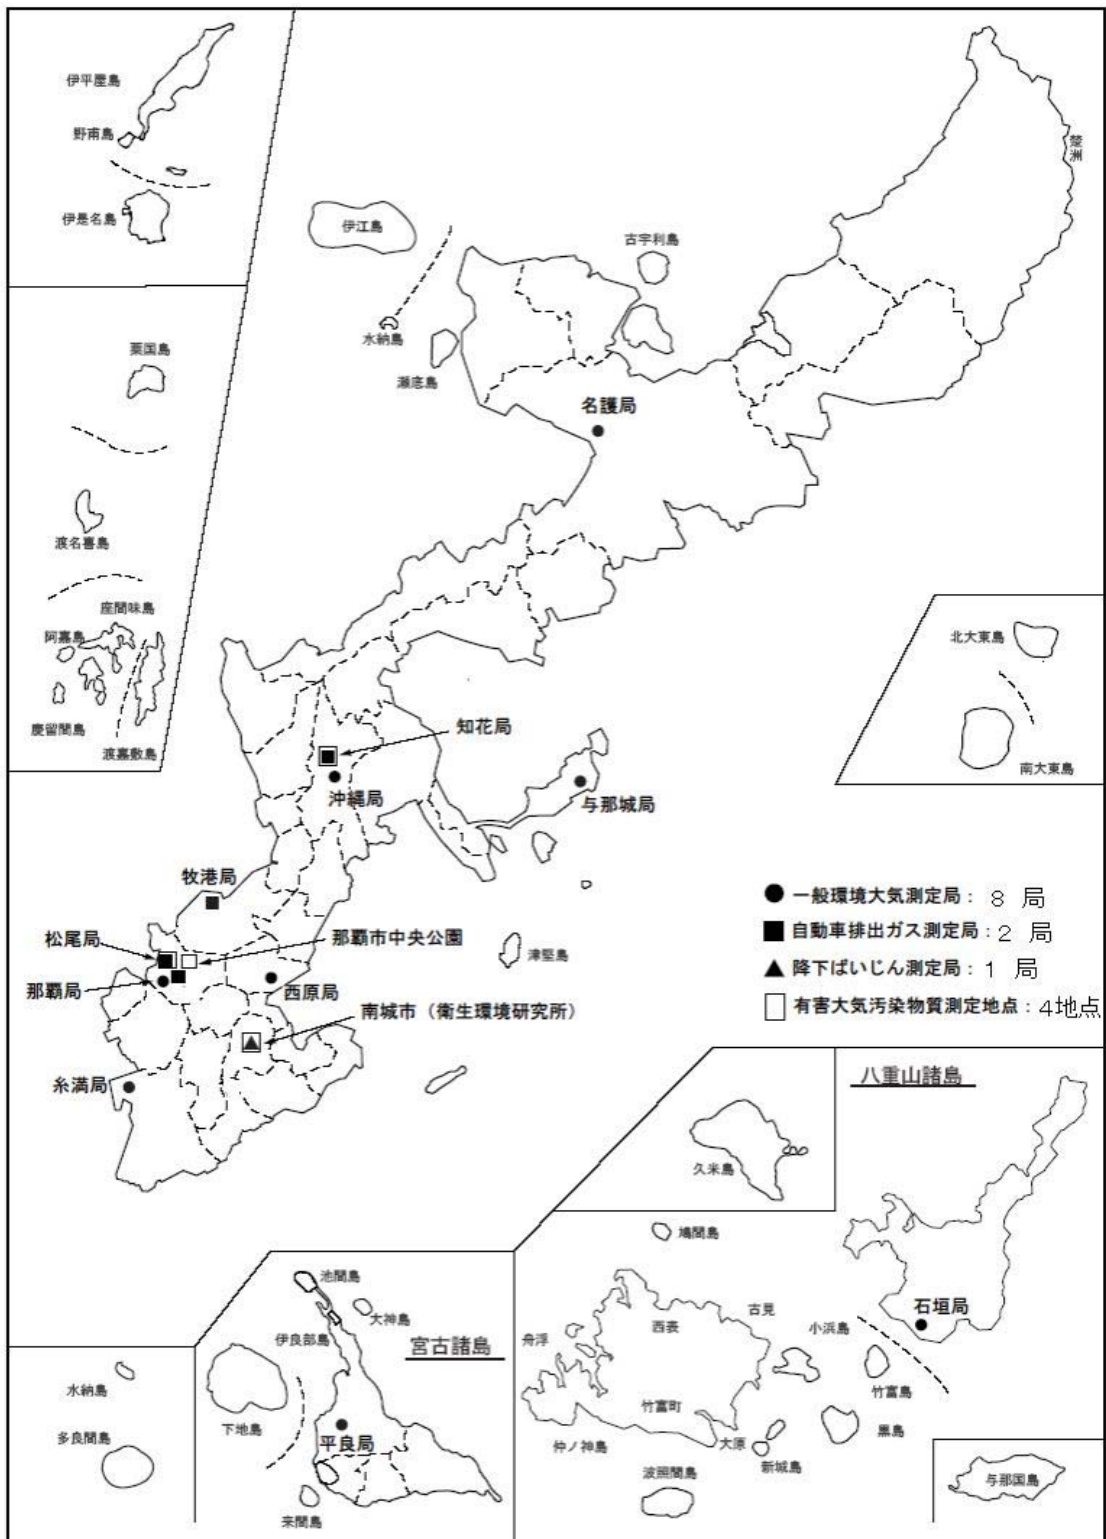 伊平屋島
野甫島
伊是名島
楚洲
伊江島
古宇利島
水納島
瀬底島
粟国島
名護局
渡名喜島
座間味島
阿嘉島
慶留間島
渡嘉敷島
北大東島
南大東島
知花局
沖縄局
与那城局
牧港局
松尾局
那覇市中央公園
那覇局
西原局
津堅島
南城市（衛生環境研究所）
糸満局
● 一般環境大気測定局： 8 局
■ 自動車排出ガス測定局：2 局
▲ 降下ばいじん測定局：1 局
□ 有害大気汚染物質測定地点：4地点
八重山諸島
久米島
鳩間島
石垣局
古見
西表
小浜島
舟浮
竹富島
竹富町
黒島
大原
仲ノ神島
新城島
波照間島
与那国島
池間島
大神島
伊良部島
宮古諸島
水納島
下地島
平良局
多良間島
来間島